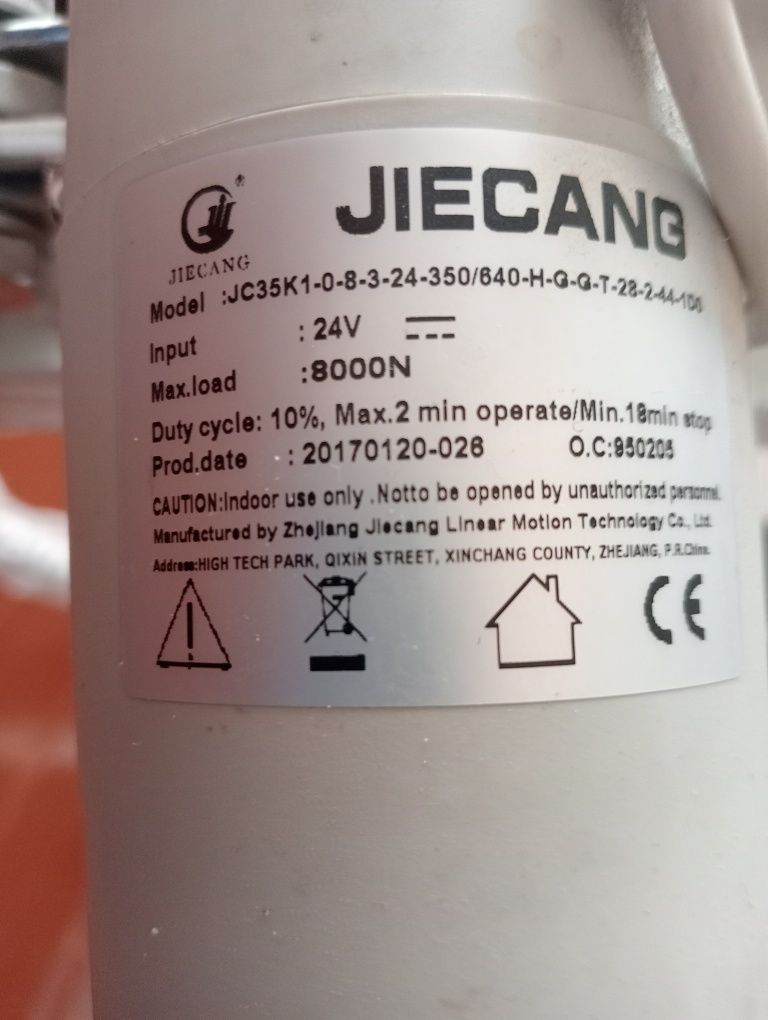 JIECANG
JIECANG
Model :JC35K1-0-8-3-24-350/640-H-G-G-T-28-2-44-100
Input : 24V
Max.load :8000N
Duty cycle: 10%, Max.2 min operate/Min.18min stop
Prod.date : 20170120-026 O.C:950205
CAUTION:Indoor use only .Notto be opened by unauthorized personnel.
Manufactured by Zhejiang Jiecang Linear Motion Technology Co., Ltd.
Address:HIGH TECH PARK, QIXIN STREET, XINCHANG COUNTY, ZHEJIANG, P.R.China.
CE